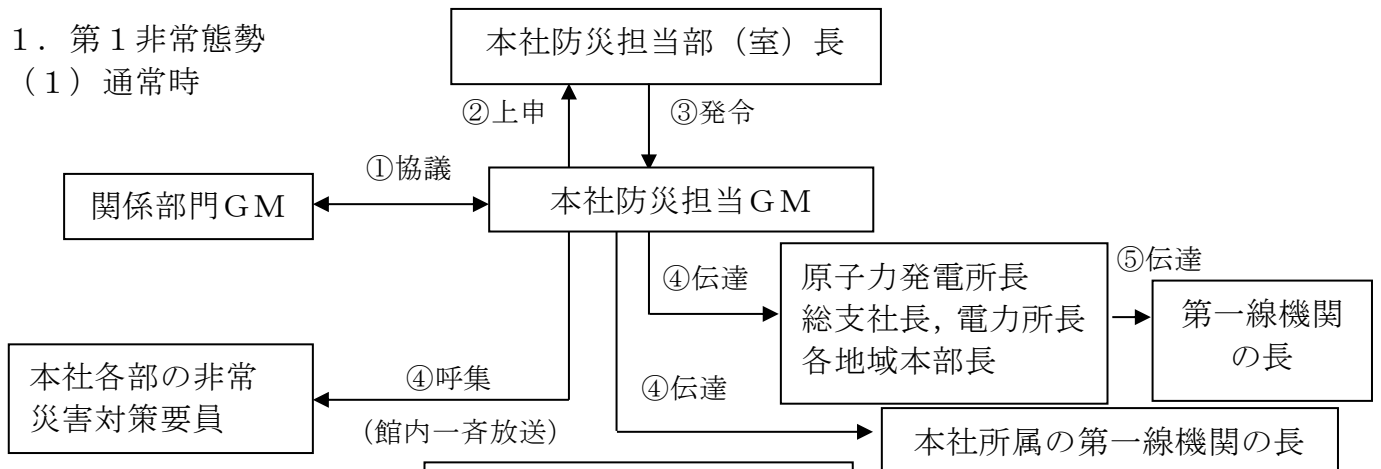 １．第１非常態勢
（１）通常時
本社防災担当部（室）長
②上申
③発令
①協議
関係部門ＧＭ
本社防災担当ＧＭ
④伝達
原子力発電所長
総支社長，電力所長
各地域本部長
⑤伝達
第一線機関
の長
本社各部の非常
災害対策要員
④呼集
(館内一斉放送)
④伝達
本社所属の第一線機関の長